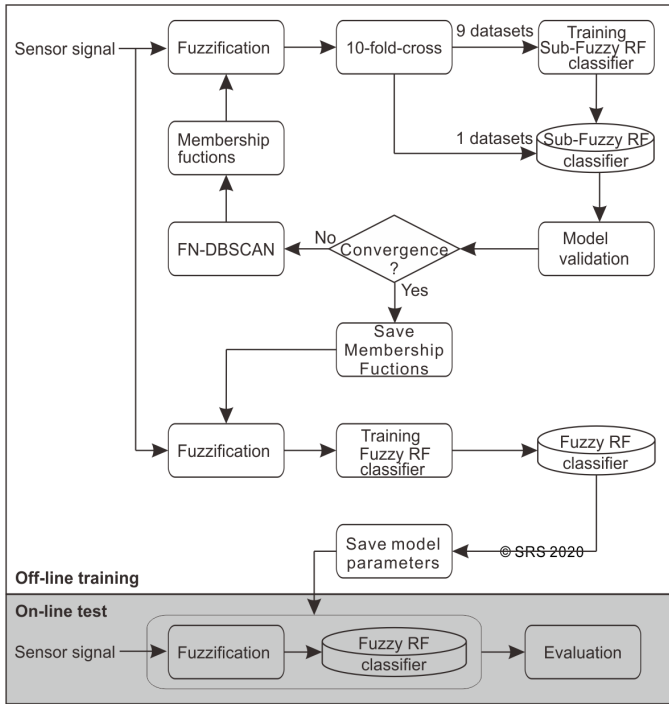 Sensor signal
Fuzzification
10-fold-cross
9 datasets
Training
Sub-Fuzzy RF
classifier
Membership
fuctions
1 datasets
Sub-Fuzzy RF
classifier
FN-DBSCAN
No
Convergence
?
Model
validation
Yes
Save
Membership
Fuctions
Fuzzification
Training
Fuzzy RF
classifier
Fuzzy RF
classifier
Save model
parameters
© SRS 2020
Off-line training
On-line test
Sensor signal
Fuzzification
Fuzzy RF
classifier
Evaluation